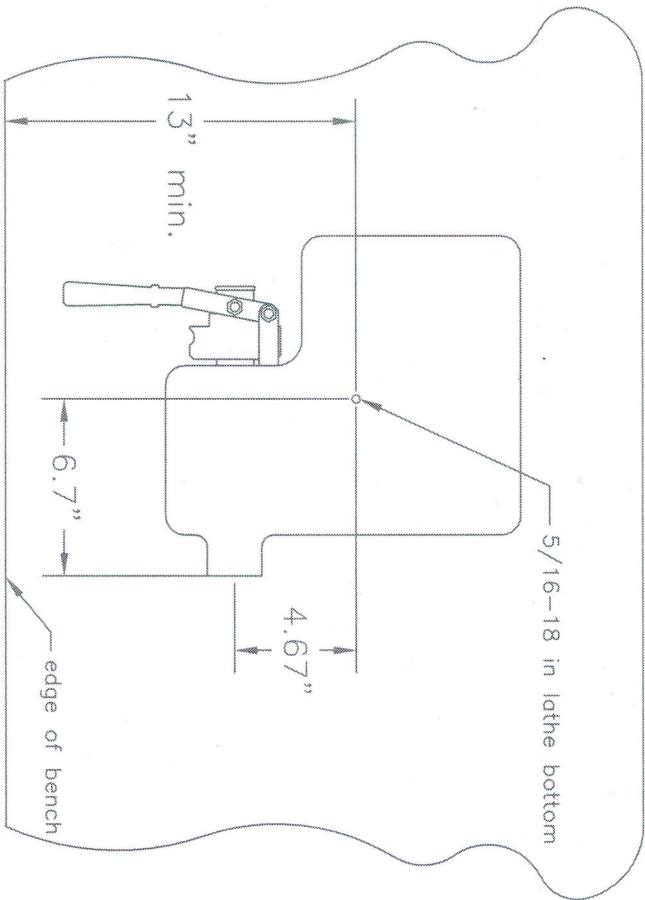 5/16-18 in lathe bottom
13" min.
4.67"
6.7"
edge of bench